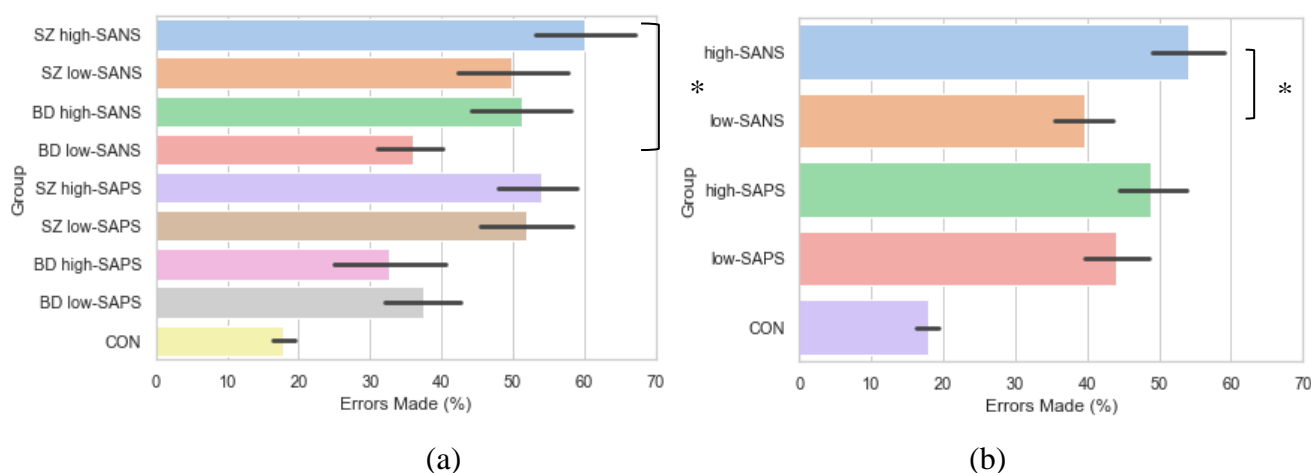 SZ high-SANS
SZ low-SANS
BD high-SANS
BD low-SANS
SZ high-SAPS
SZ low-SAPS
BD high-SAPS
BD low-SAPS
CON
Group
*
0 10 20 30 40 50 60 70
Errors Made (%)
(a)
high-SANS
low-SANS
high-SAPS
low-SAPS
CON
Group
*
0 10 20 30 40 50 60 70
Errors Made (%)
(b)